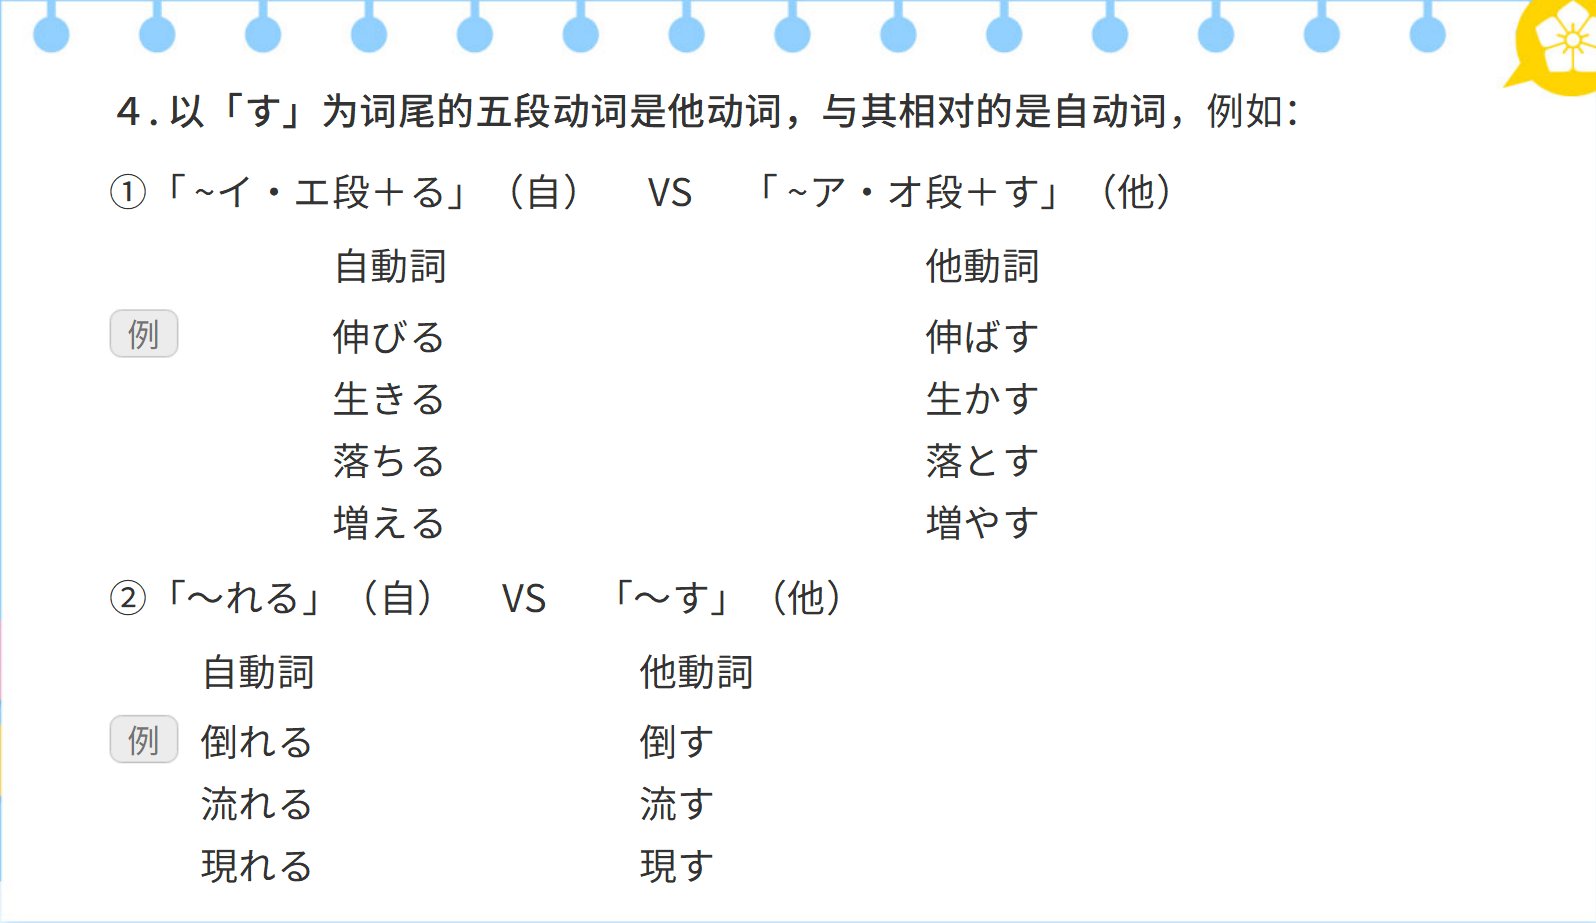 ４. 以「す」为词尾的五段动词是他动词，与其相对的是自动词，例如：
①「 ~イ・エ段＋る」（自） VS 「 ~ア・オ段＋す」（他）
自動詞 他動詞
例 伸びる 伸ばす
生きる 生かす
落ちる 落とす
増える 増やす
②「～れる」（自） VS 「～す」（他）
自動詞 他動詞
例 倒れる 倒す
流れる 流す
現れる 現す